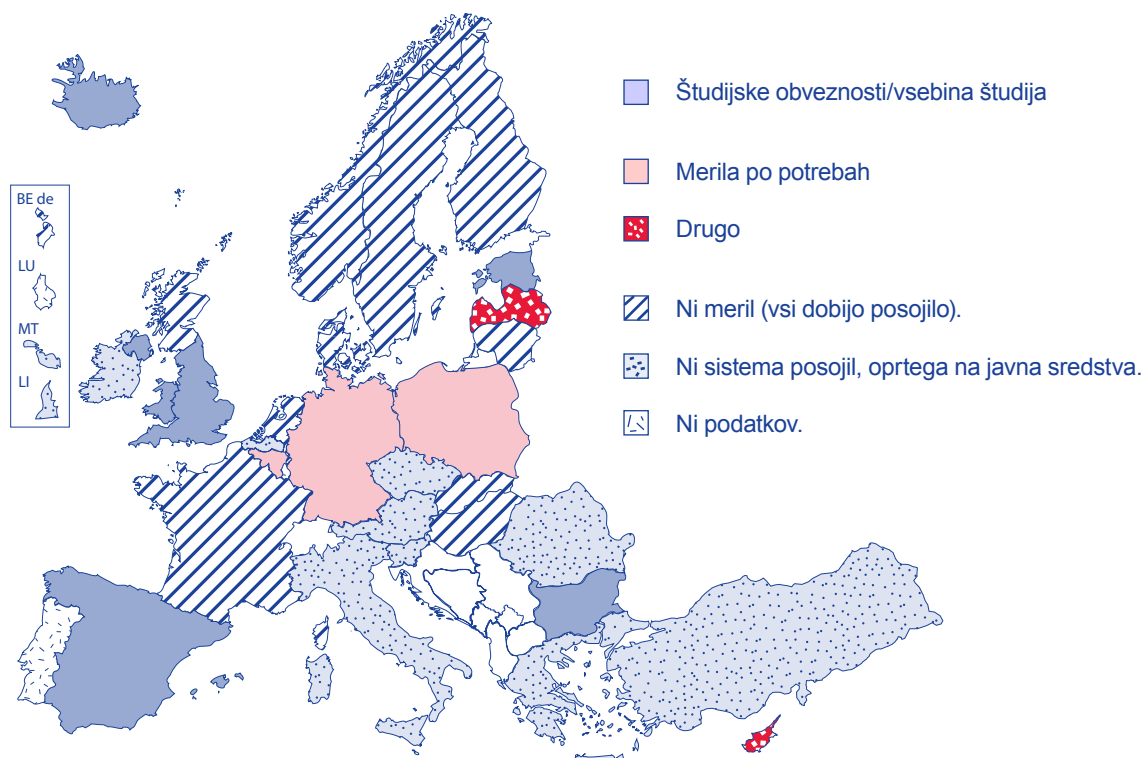 Študijske obveznosti/vsebina študija
Merila po potrebah
Drugo
Ni meril (vsi dobijo posojilo).
Ni sistema posojil, oprtega na javna sredstva.
Ni podatkov.
BE de
LU
MT
LI